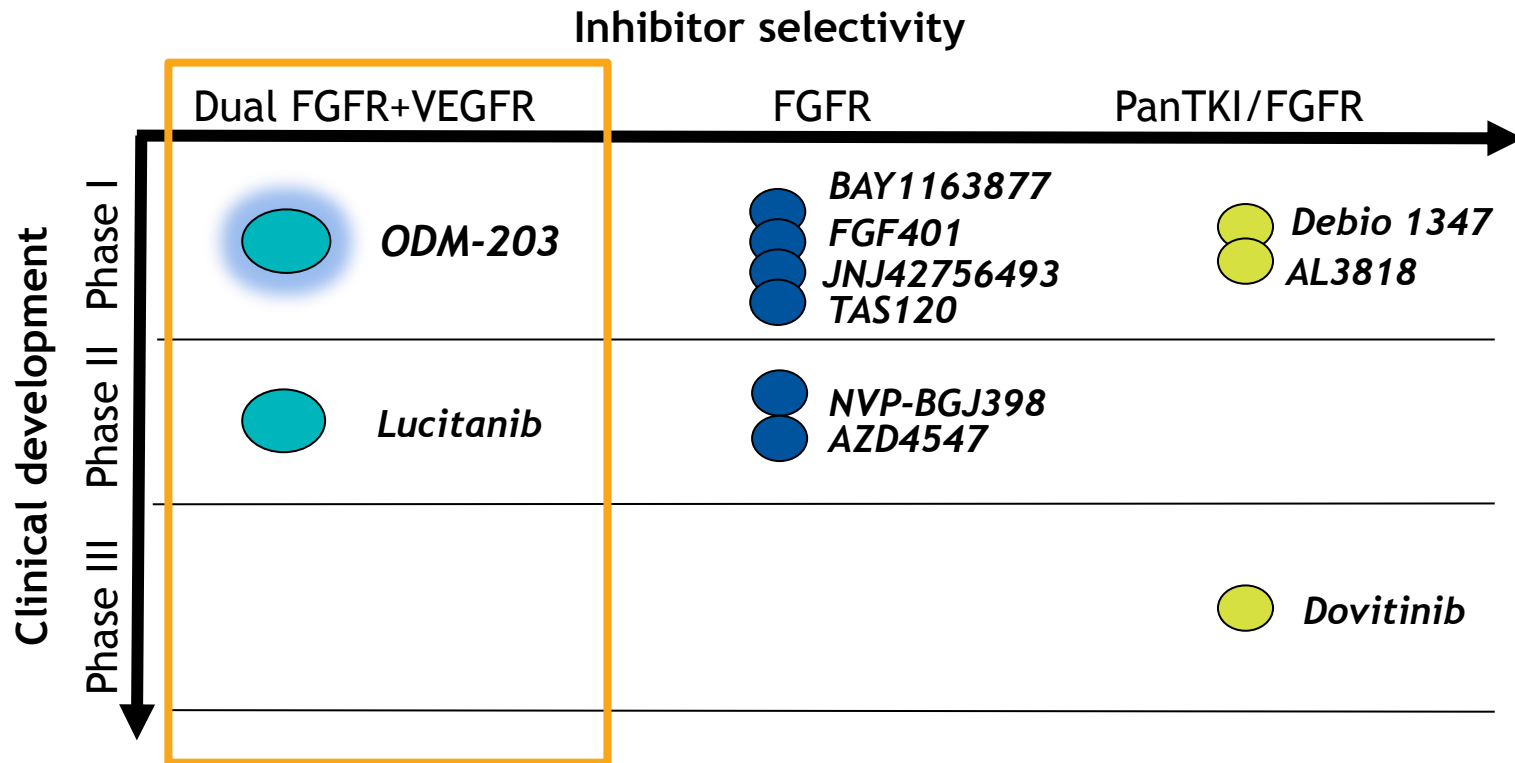 Inhibitor selectivity
Dual FGFR+VEGFR
FGFR
PanTKI/FGFR
Clinical development
Phase I
ODM-203
BAY1163877
FGF401
JNJ42756493
TAS120
Debio 1347
AL3818
Phase II
Lucitanib
NVP-BGJ398
AZD4547
Phase III
Dovitinib